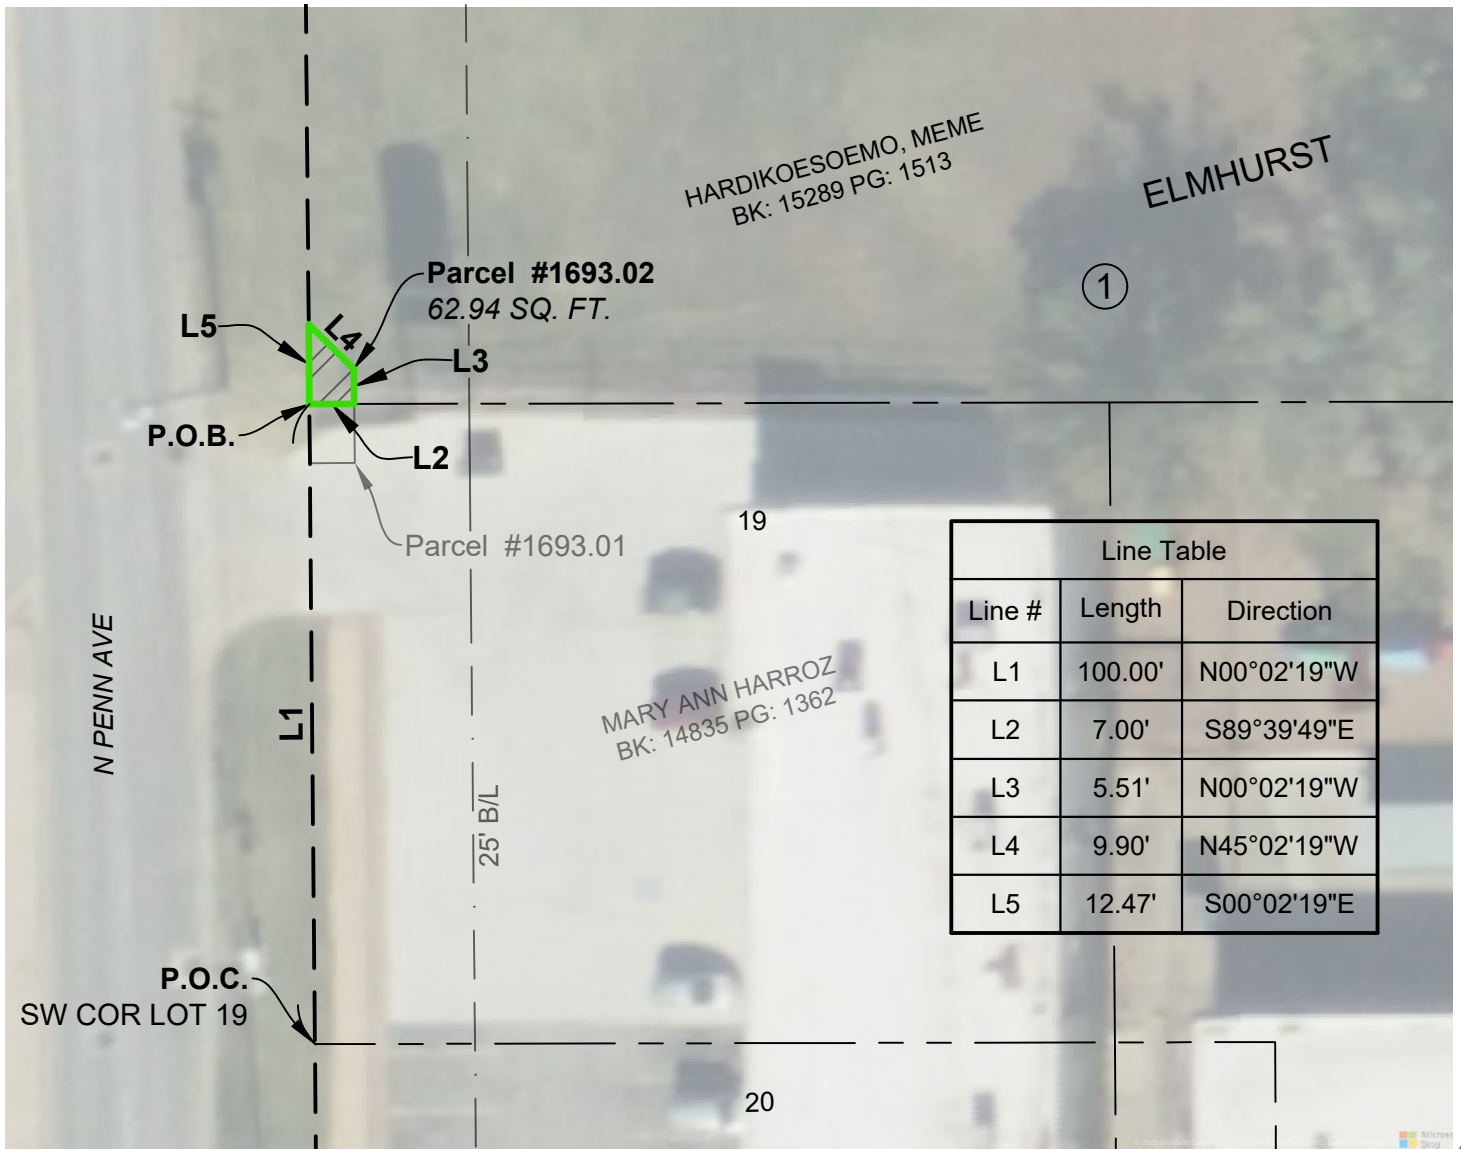 HARDIKOESOEMO, MEME
BK: 15289 PG: 1513
ELMHURST
1
Parcel #1693.02
62.94 SQ. FT.
L5
L4
L3
P.O.B.
L2
Parcel #1693.01
19
N PENN AVE
L1
25' B/L
MARY ANN HARROZ
BK: 14835 PG: 1362
Line Table
Line # Length Direction
L1 100.00' N00°02'19"W
L2 7.00' S89°39'49"E
L3 5.51' N00°02'19"W
L4 9.90' N45°02'19"W
L5 12.47' S00°02'19"E
P.O.C.
SW COR LOT 19
20
Microsoft
Bing